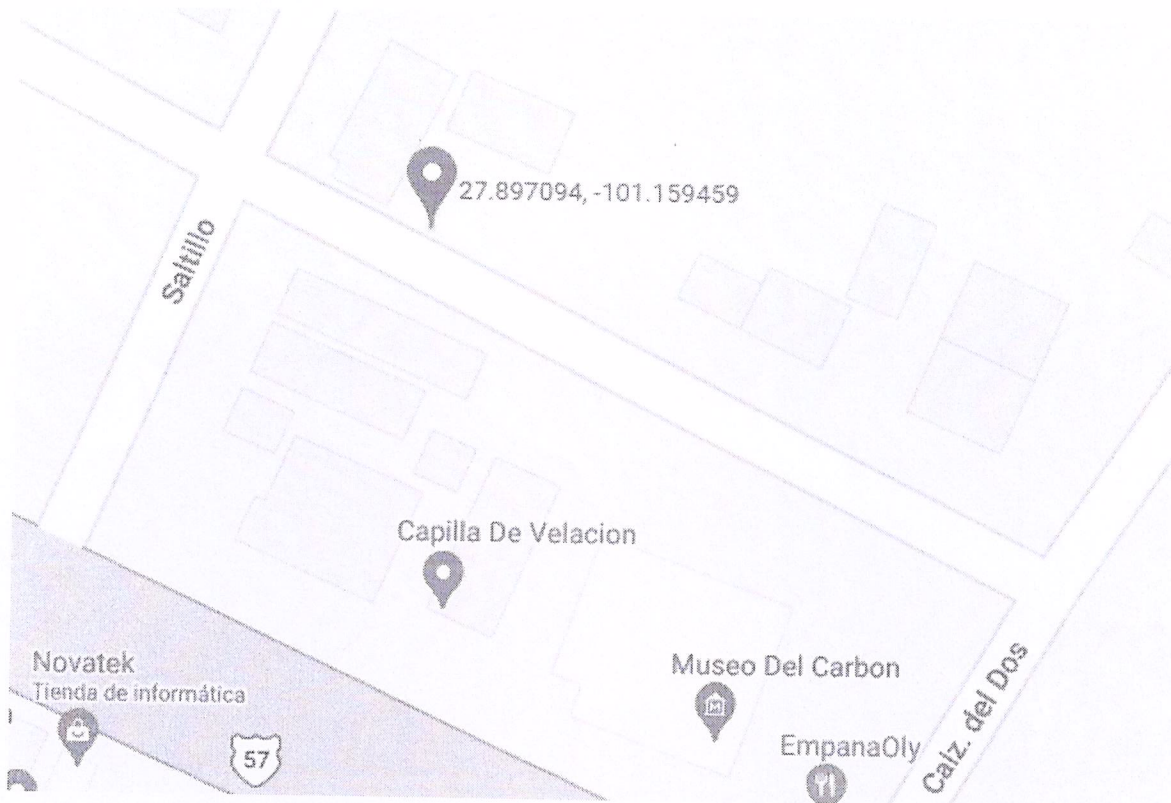 27.897094, -101.159459
Saltillo
Capilla De Velacion
Novatek
Tienda de informática
Museo Del Carbon
57
EmpanaOly
Calz. del Dos